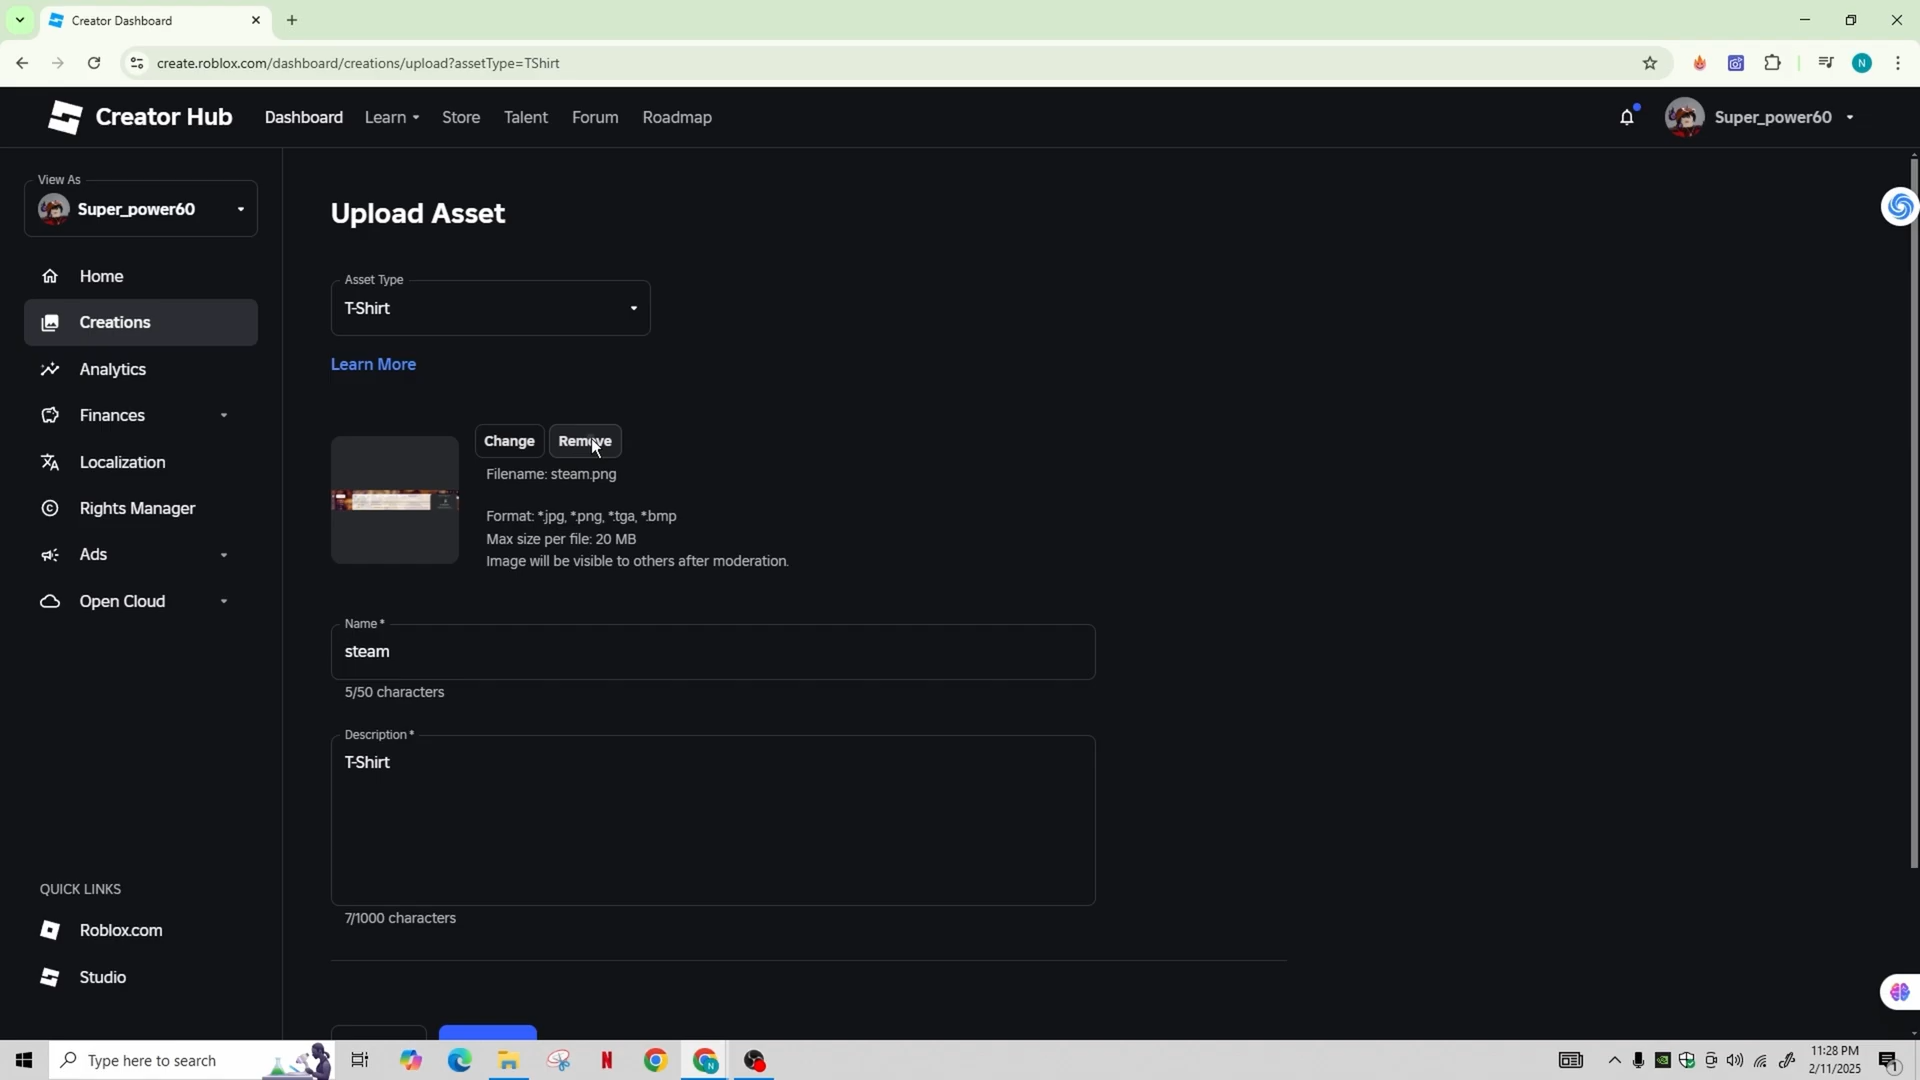 Creator Dashboard
create.roblox.com/dashboard/creations/upload?assetType=TShirt
N
Creator Hub
Dashboard
Learn
Store
Talent
Forum
Roadmap
Super_power60
View As
Super_power60
Home
Creations
Analytics
Finances
Localization
Rights Manager
Ads
Open Cloud
QUICK LINKS
Roblox.com
Studio
Upload Asset
Asset Type
T-Shirt
Learn More
Change
Remove
Filename: steam.png
Format: *.jpg, *.png, *.tga, *.bmp
Max size per file: 20 MB
Image will be visible to others after moderation.
Name*
steam
5/50 characters
Description*
T-Shirt
7/1000 characters
Type here to search
11:28 PM
2/11/2025